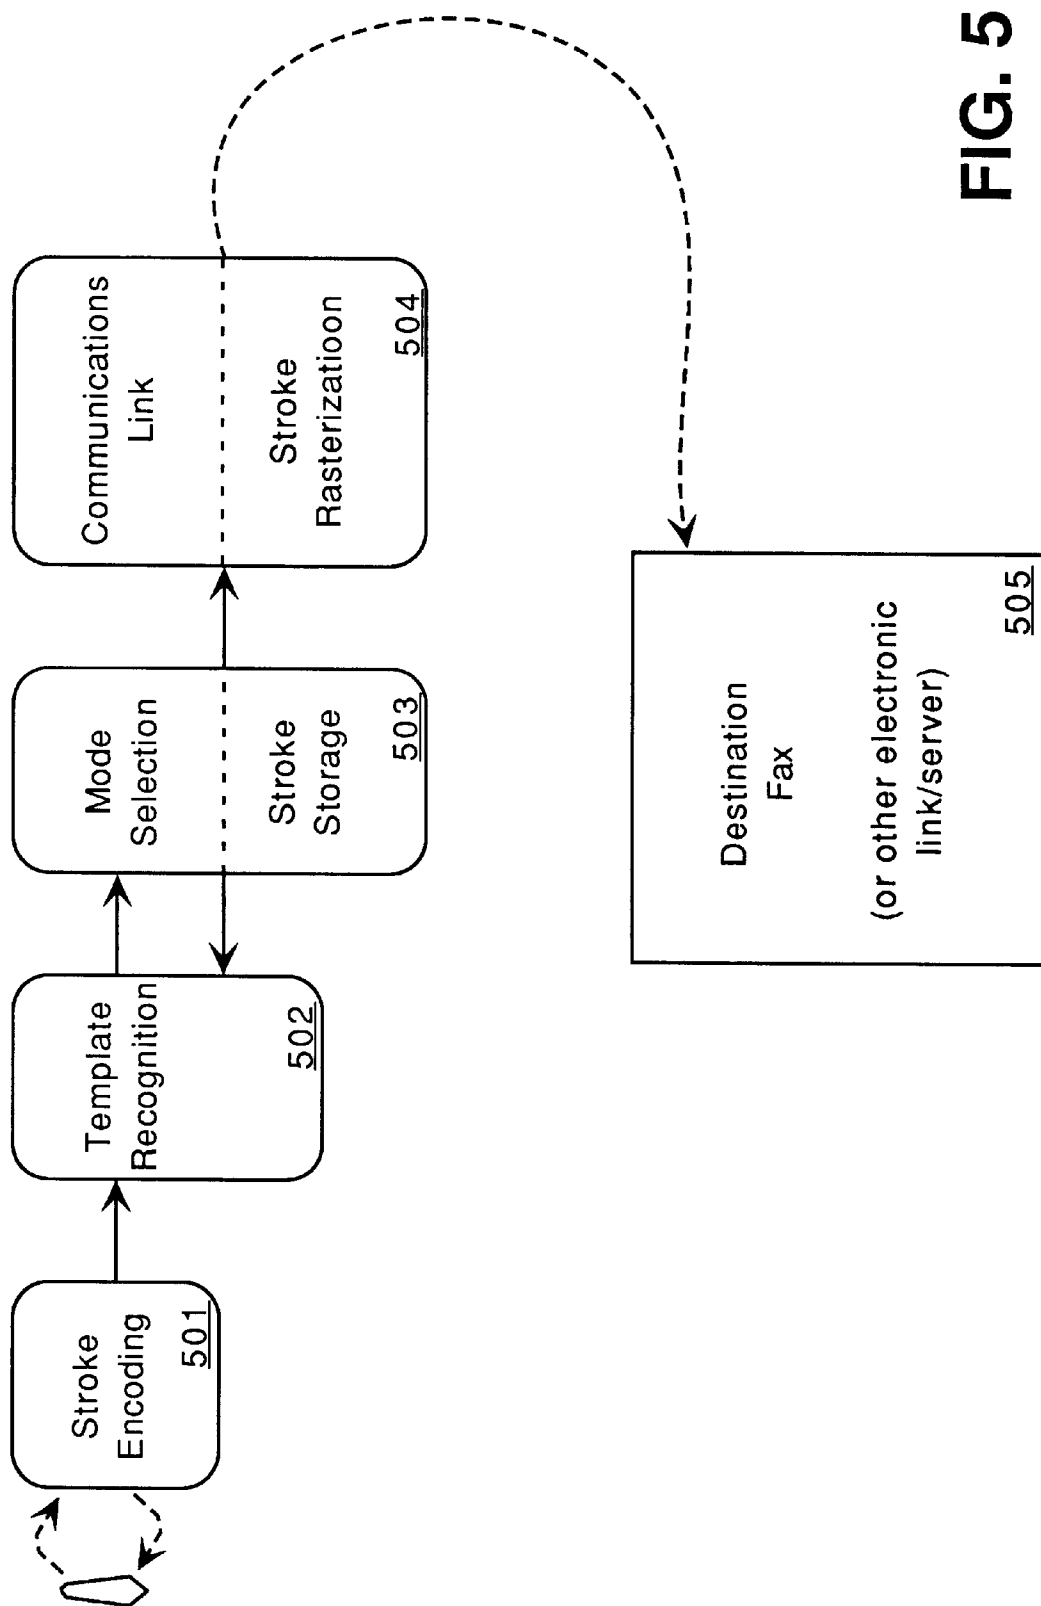 Stroke
Encoding
501
Template
Recognition
502
Mode
Selection
Stroke
Storage
503
Communications
Link
Stroke
Rasterizatioon
504
Destination
Fax
(or other electronic
link/server)
505
FIG. 5